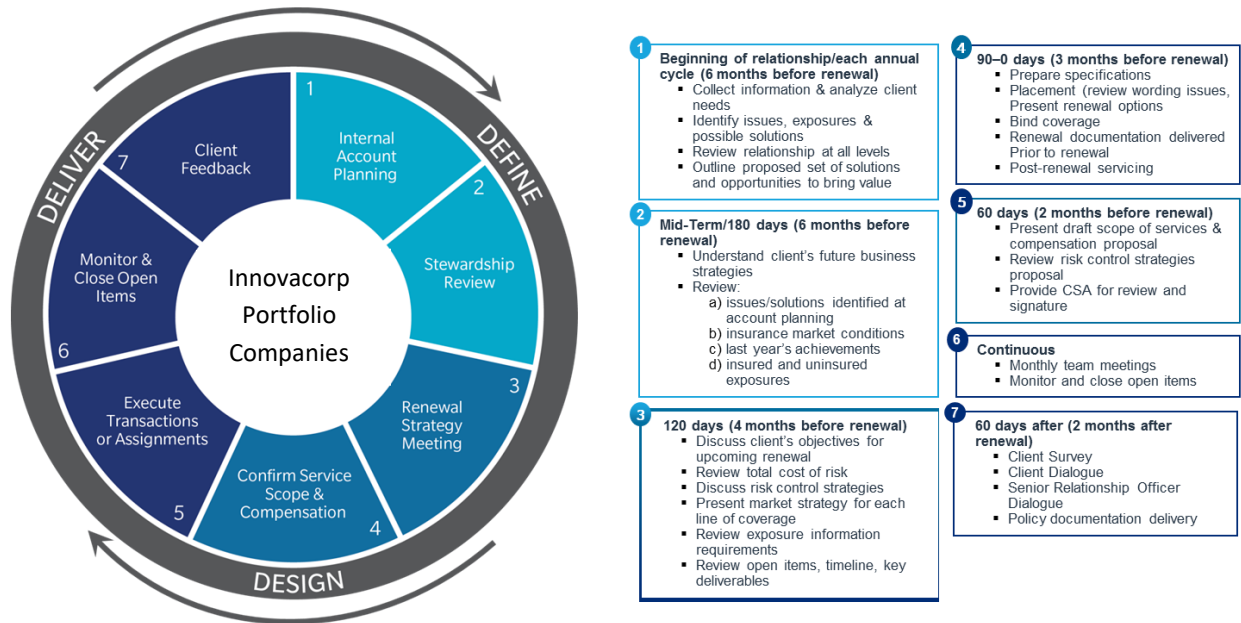 DELIVER
DEFINE
DESIGN
1
Internal
Account
Planning
2
Stewardship
Review
3
Renewal
Strategy
Meeting
Confirm Service
Scope &
Compensation
4
Execute
Transactions
or Assignments
5
Monitor &
Close Open
Items
6
7
Client
Feedback
Innovacorp
Portfolio
Companies
1
Beginning of relationship/each annual
cycle (6 months before renewal)
▪ Collect information & analyze client
needs
▪ Identify issues, exposures &
possible solutions
▪ Review relationship at all levels
▪ Outline proposed set of solutions
and opportunities to bring value
2
Mid-Term/180 days (6 months before
renewal)
▪ Understand client's future business
strategies
▪ Review:
a) issues/solutions identified at
account planning
b) insurance market conditions
c) last year's achievements
d) insured and uninsured
exposures
3
120 days (4 months before renewal)
▪ Discuss client's objectives for
upcoming renewal
▪ Review total cost of risk
▪ Discuss risk control strategies
▪ Present market strategy for each
line of coverage
▪ Review exposure information
requirements
▪ Review open items, timeline, key
deliverables
4
90–0 days (3 months before renewal)
▪ Prepare specifications
▪ Placement (review wording issues,
Present renewal options
▪ Bind coverage
▪ Renewal documentation delivered
Prior to renewal
▪ Post-renewal servicing
5
60 days (2 months before renewal)
▪ Present draft scope of services &
compensation proposal
▪ Review risk control strategies
proposal
▪ Provide CSA for review and
signature
6
Continuous
▪ Monthly team meetings
▪ Monitor and close open items
7
60 days after (2 months after
renewal)
▪ Client Survey
▪ Client Dialogue
▪ Senior Relationship Officer
Dialogue
▪ Policy documentation delivery